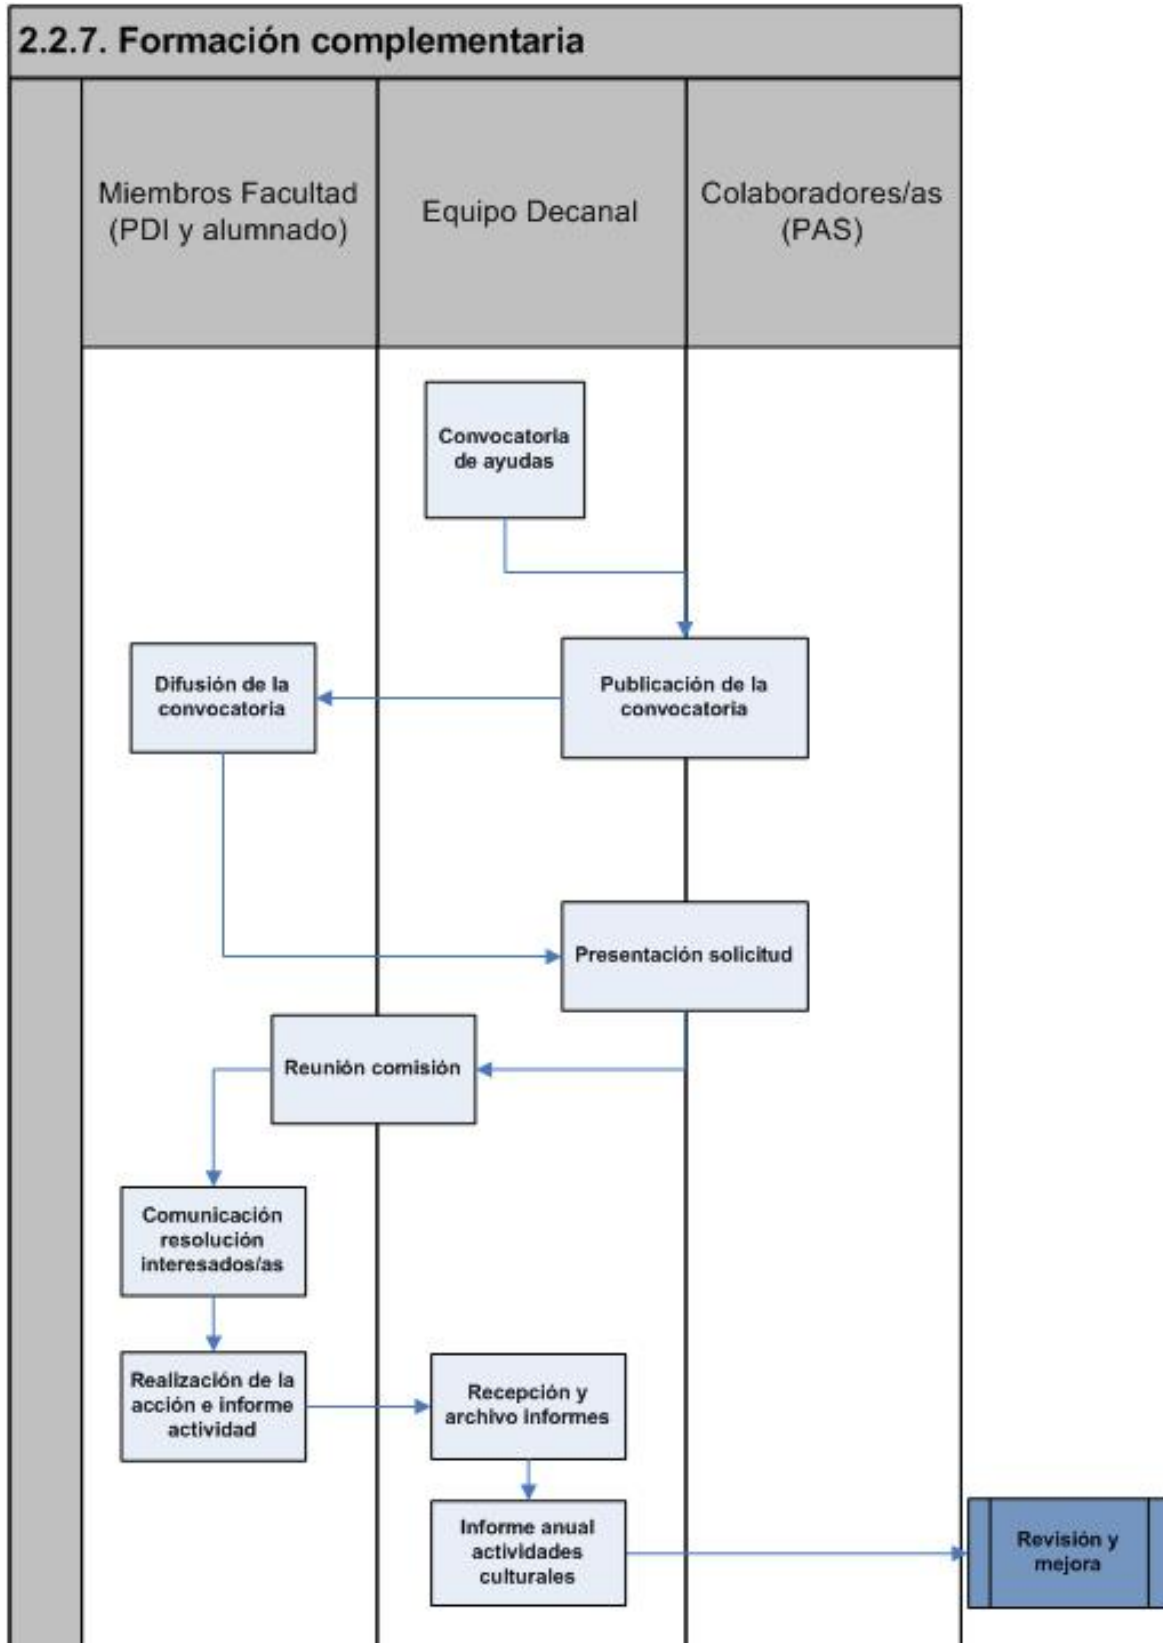 2.2.7. Formación complementaria
Miembros Facultad
(PDI y alumnado)
Equipo Decanal
Colaboradores/as
(PAS)
Convocatoria
de ayudas
Difusión de la
convocatoria
Publicación de la
convocatoria
Presentación solicitud
Reunión comisión
Comunicación
resolución
interesados/as
Realización de la
acción e informe
actividad
Recepción y
archivo informes
Informe anual
actividades
culturales
Revisión y
mejora